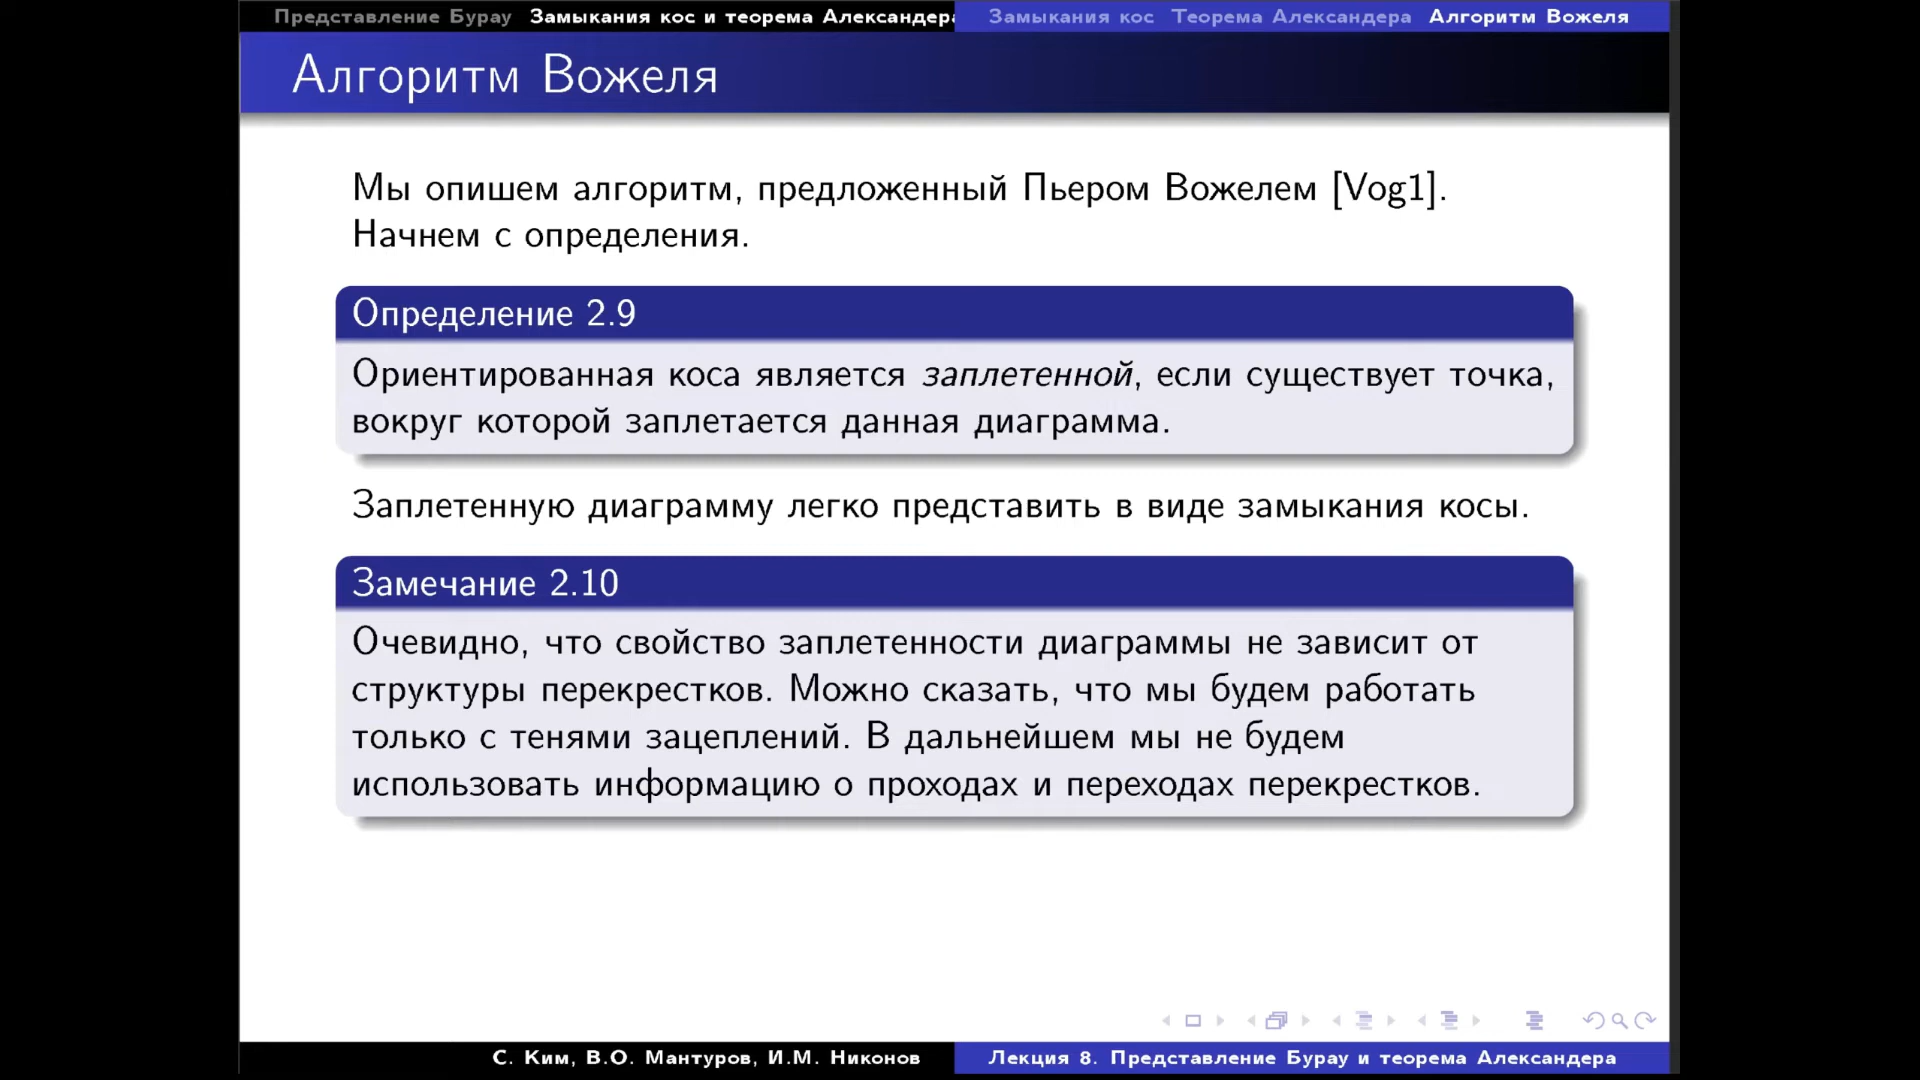 Представление Бурау Замыкания кос и теорема Александера Замыкания кос Теорема Александера Алгоритм Вожеля
Алгоритм Вожеля
Мы опишем алгоритм, предложенный Пьером Вожелем [Vog1].
Начнем с определения.
Определение 2.9
Ориентированная коса является заплетенной, если существует точка,
вокруг которой заплетается данная диаграмма.
Заплетенную диаграмму легко представить в виде замыкания косы.
Замечание 2.10
Очевидно, что свойство заплетенности диаграммы не зависит от
структуры перекрестков. Можно сказать, что мы будем работать
только с тенями зацеплений. В дальнейшем мы не будем
использовать информацию о проходах и переходах перекрестков.
С. Ким, В.О. Мантуров, И.М. Никонов Лекция 8. Представление Бурау и теорема Александера